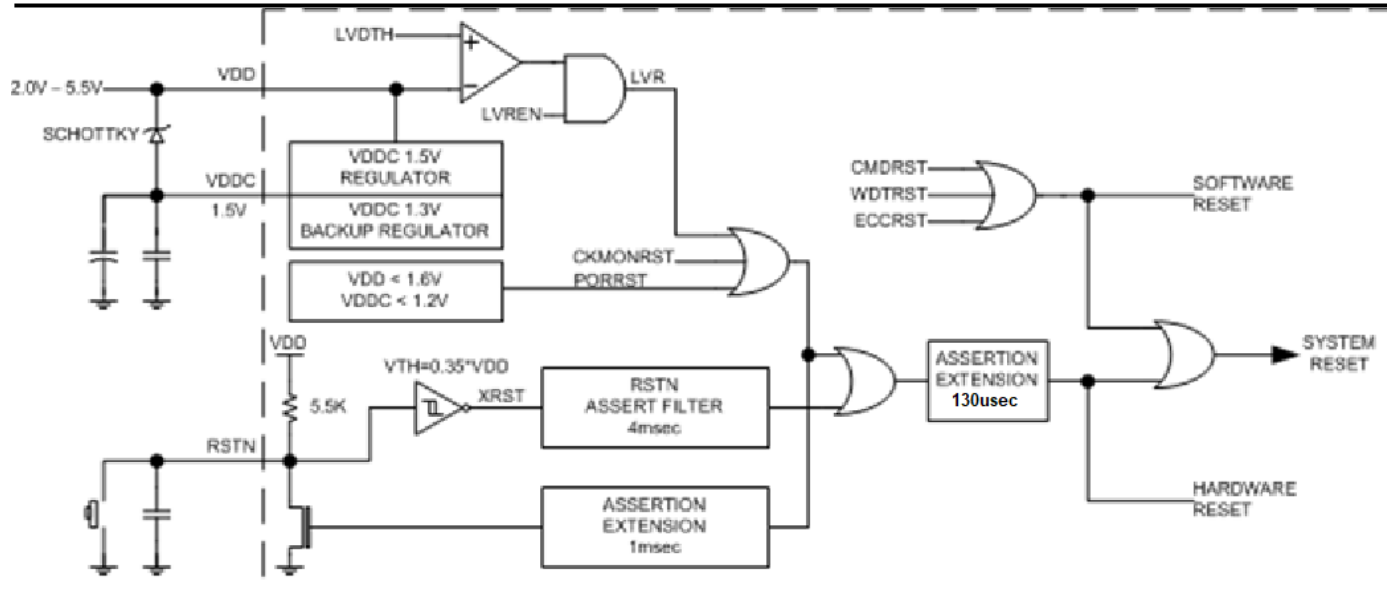 LVDTH
+
VDD
LVR
2.0V – 5.5V
–
LVREN
SCHOTTKY
VDDC 1.5V
REGULATOR
CMDRST
VDDC
WDTRST
SOFTWARE
RESET
1.5V
VDDC 1.3V
BACKUP REGULATOR
ECCRST
CKMONRST
VDD < 1.6V
VDDC < 1.2V
PORRST
VDD
SYSTEM
RESET
VTH=0.35*VDD
ASSERTION
EXTENSION
130usec
XRST
RSTN
ASSERT FILTER
4msec
5.5K
RSTN
HARDWARE
RESET
ASSERTION
EXTENSION
1msec